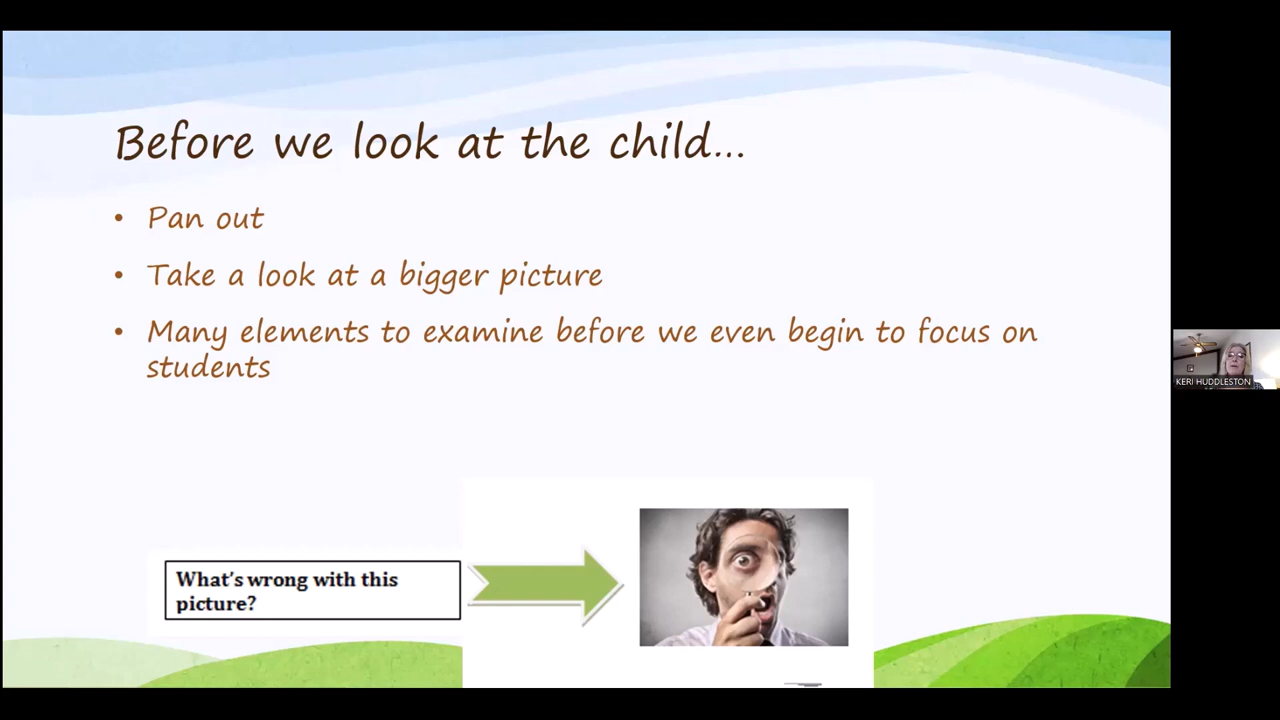 Before we look at the child...
• Pan out
• Take a look at a bigger picture
• Many elements to examine before we even begin to focus on
students
What's wrong with this
picture?
KERI HUDDLESTON